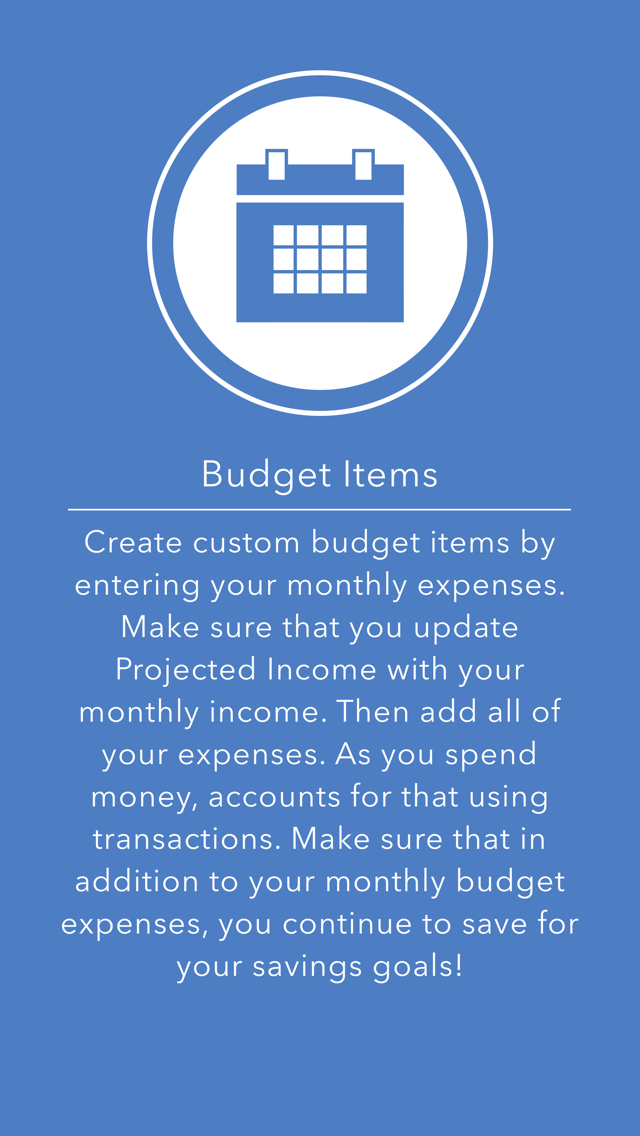 Budget Items
Create custom budget items by
entering your monthly expenses.
Make sure that you update
Projected Income with your
monthly income. Then add all of
your expenses. As you spend
money, accounts for that using
transactions. Make sure that in
addition to your monthly budget
expenses, you continue to save for
your savings goals!